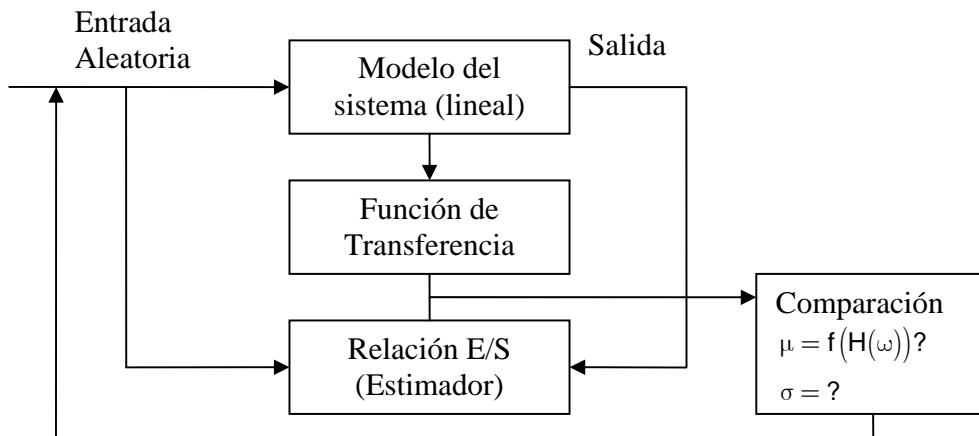 Entrada
Aleatoria
Modelo del
sistema (lineal)
Salida
Función de
Transferencia
Relación E/S
(Estimador)
Comparación
μ = f(H(ω))?
σ = ?